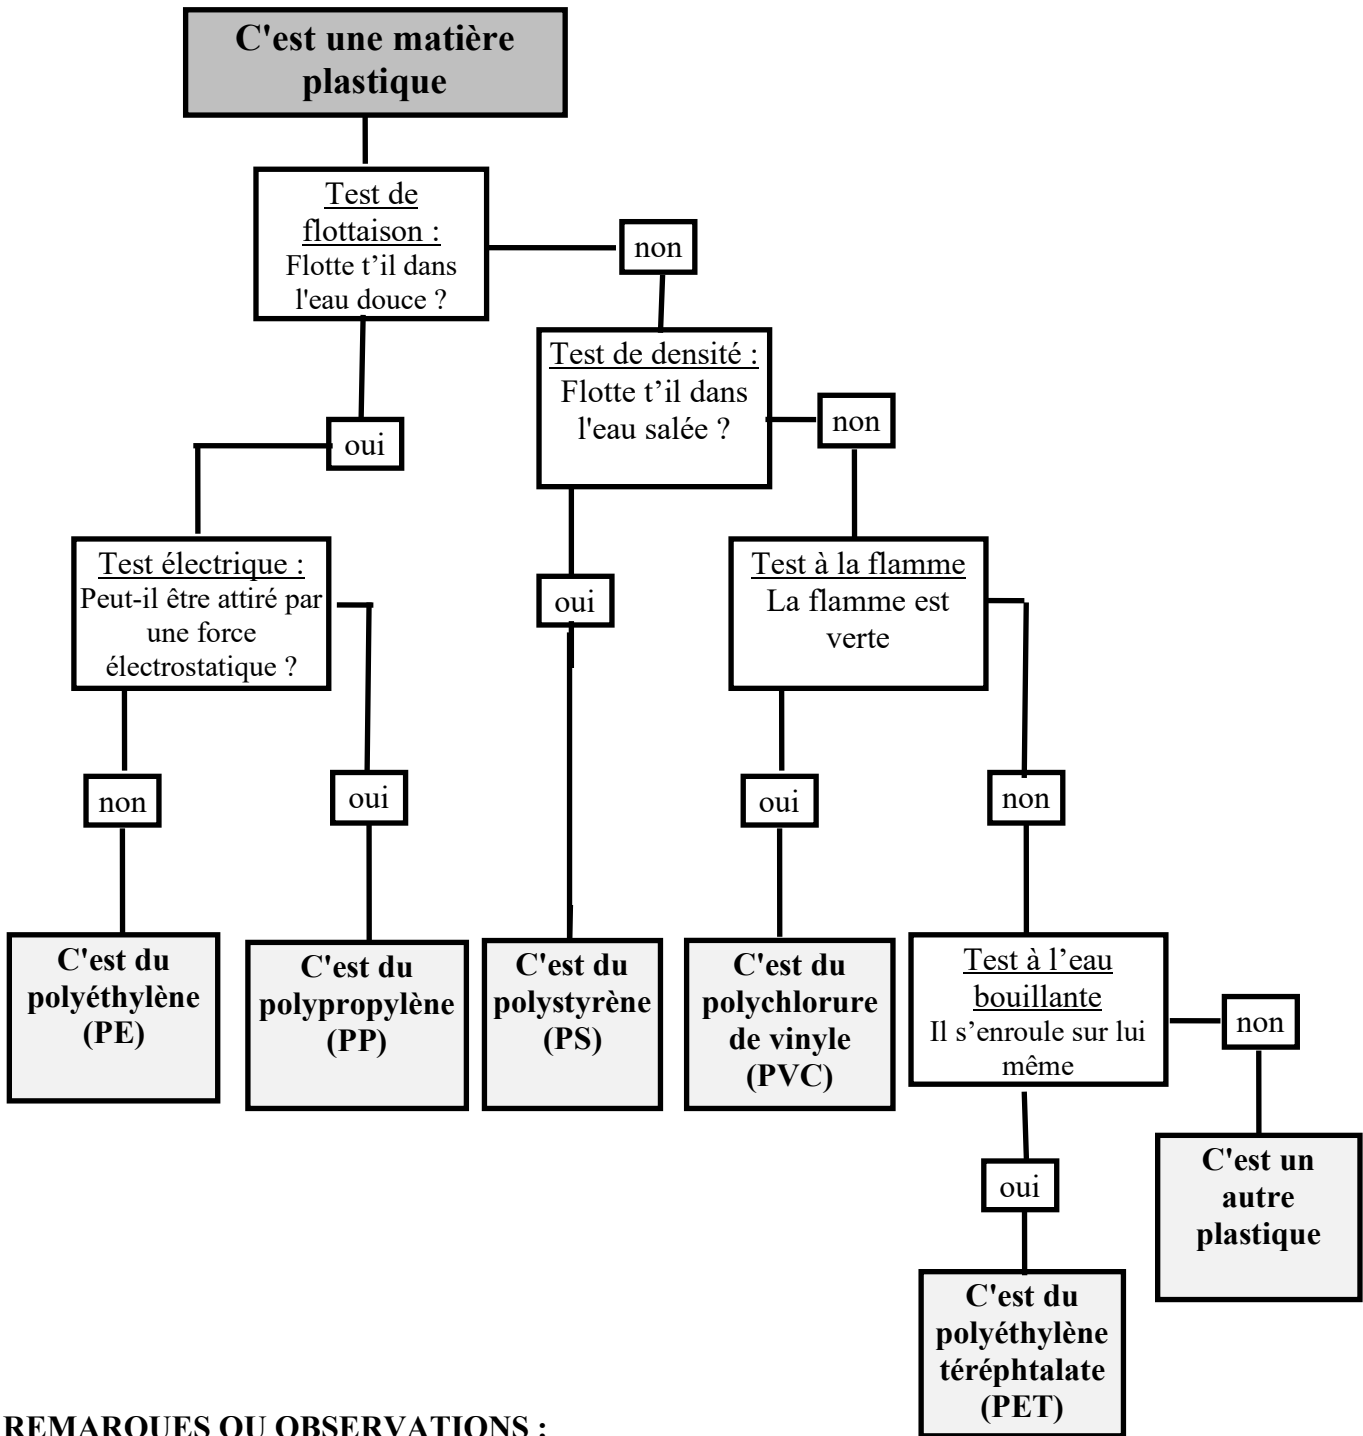 C'est une matière
plastique
Test de
flottaison :
Flotte t’il dans
l'eau douce ?
non
Test de densité :
Flotte t’il dans
l'eau salée ?
non
oui
Test électrique :
Peut-il être attiré par
une force
électrostatique ?
oui
Test à la flamme
La flamme est
verte
non
oui
oui
non
C'est du
polyéthylène
(PE)
C'est du
polypropylène
(PP)
C'est du
polystyrène
(PS)
C'est du
polychlorure
de vinyle
(PVC)
Test à l’eau
bouillante
Il s’enroule sur lui
même
non
oui
C'est un
autre
plastique
C'est du
polyéthylène
téréphtalate
(PET)
REMARQUES OU OBSERVATIONS :